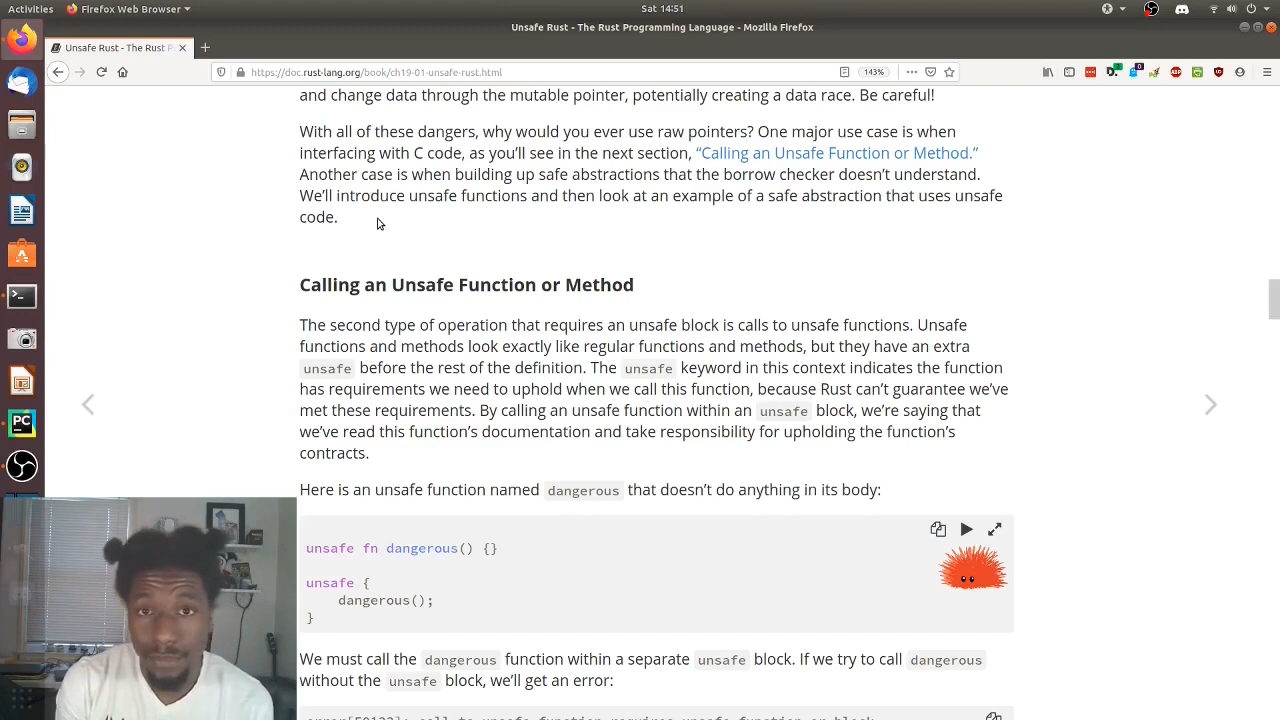 Activities
Firefox Web Browser
Sat 14:51
Unsafe Rust - The Rust Programming Language - Mozilla Firefox
Unsafe Rust - The Rust P
https://doc.rust-lang.org/book/ch19-01-unsafe-rust.html
143%
and change data through the mutable pointer, potentially creating a data race. Be careful!
With all of these dangers, why would you ever use raw pointers? One major use case is when
interfacing with C code, as you’ll see in the next section, “Calling an Unsafe Function or Method.”
Another case is when building up safe abstractions that the borrow checker doesn’t understand.
We’ll introduce unsafe functions and then look at an example of a safe abstraction that uses unsafe
code.
Calling an Unsafe Function or Method
The second type of operation that requires an unsafe block is calls to unsafe functions. Unsafe
functions and methods look exactly like regular functions and methods, but they have an extra
unsafe before the rest of the definition. The unsafe keyword in this context indicates the function
has requirements we need to uphold when we call this function, because Rust can’t guarantee we’ve
met these requirements. By calling an unsafe function within an unsafe block, we’re saying that
we’ve read this function’s documentation and take responsibility for upholding the function’s
contracts.
Here is an unsafe function named dangerous that doesn’t do anything in its body:
unsafe fn dangerous() {}
unsafe {
dangerous();
}
We must call the dangerous function within a separate unsafe block. If we try to call dangerous
without the unsafe block, we’ll get an error: